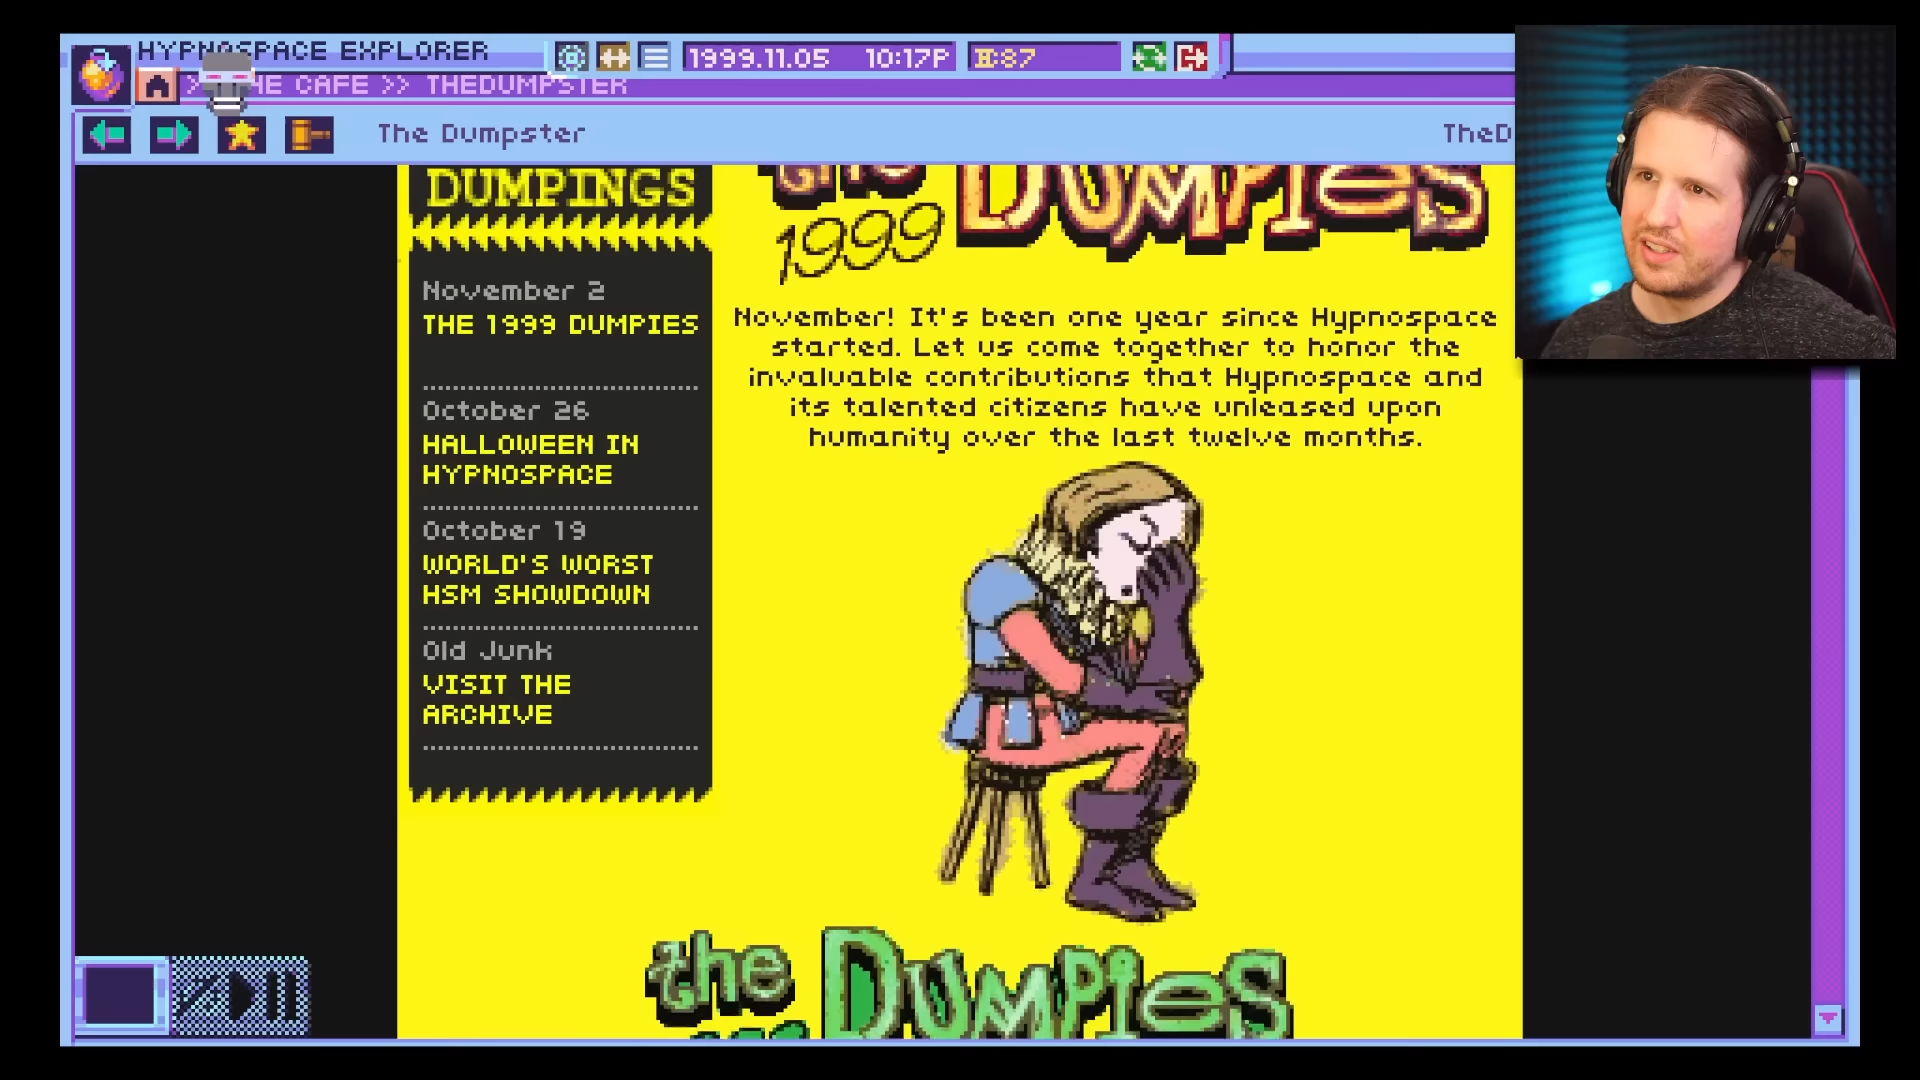 HYPNOSPACE EXPLORER
1999.11.05 10:17P
87
THE CAFE >> THEDUMPSTER
The Dumpster
TheD
DUMPINGS
November 2
THE 1999 DUMPIES
October 26
HALLOWEEN IN
HYPNOSPACE
October 19
WORLD'S WORST
HSM SHOWDOWN
Old Junk
VISIT THE
ARCHIVE
the DUMPIES
1999
November! It's been one year since Hypnospace
started. Let us come together to honor the
invaluable contributions that Hypnospace and
its talented citizens have unleased upon
humanity over the last twelve months.
the DUMPIES